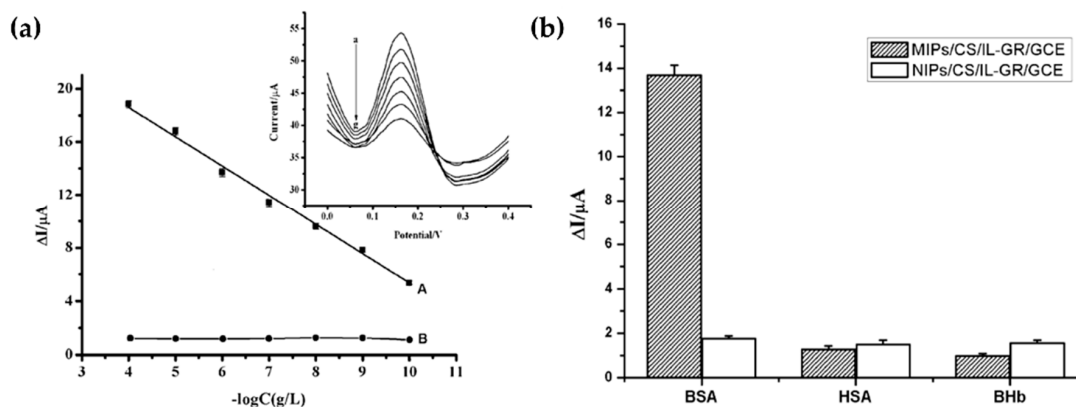 (a)
20
16
12
8
4
0
ΔI/μA
3 4 5 6 7 8 9 10 11
-logC(g/L)
A
B
55
50
45
40
35
30
Current/μA
a
g
0.0 0.1 0.2 0.3 0.4
Potential/V
(b)
16
14
12
10
8
6
4
2
0
ΔI/μA
MIPs/CS/IL-GR/GCE
NIPs/CS/IL-GR/GCE
BSA HSA BHb